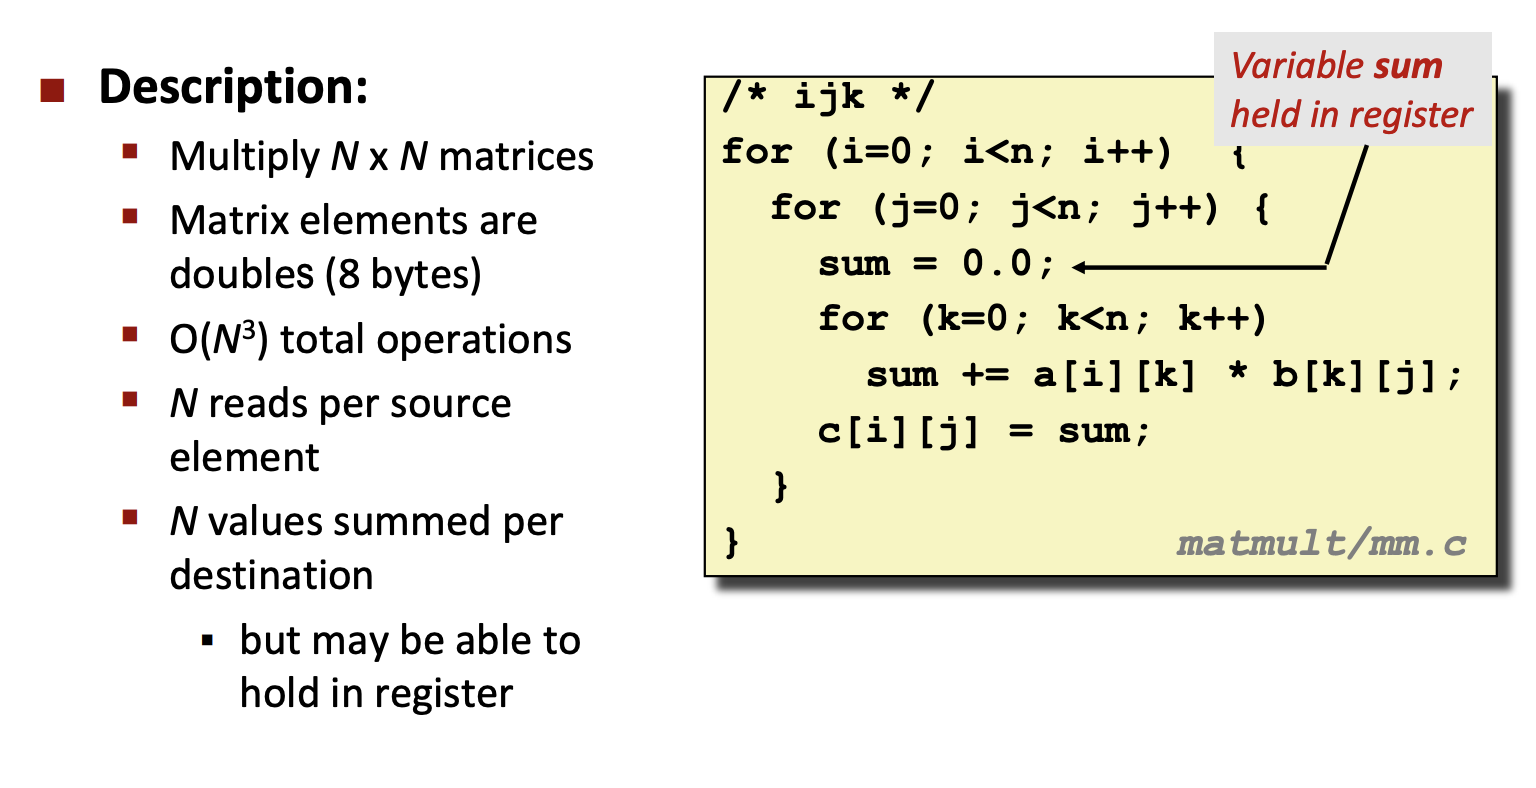 Description:
Multiply N x N matrices
Matrix elements are
doubles (8 bytes)
O(N³) total operations
N reads per source
element
N values summed per
destination
but may be able to
hold in register
Variable sum
held in register
/* ijk */
for (i=0; i<n; i++) {
  for (j=0; j<n; j++) {
    sum = 0.0;
    for (k=0; k<n; k++)
      sum += a[i][k] * b[k][j];
    c[i][j] = sum;
  }
}
matmult/mm.c